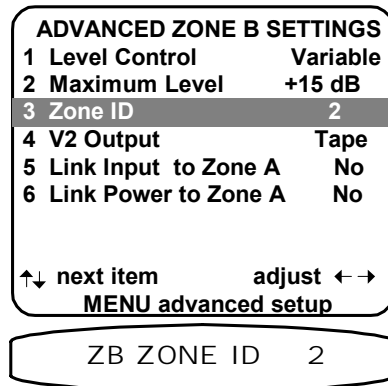 ADVANCED ZONE B SETTINGS
1 Level Control Variable
2 Maximum Level +15 dB
3 Zone ID 2
4 V2 Output Tape
5 Link Input to Zone A No
6 Link Power to Zone A No
↑↓ next item adjust ←→
MENU advanced setup
ZB ZONE ID 2